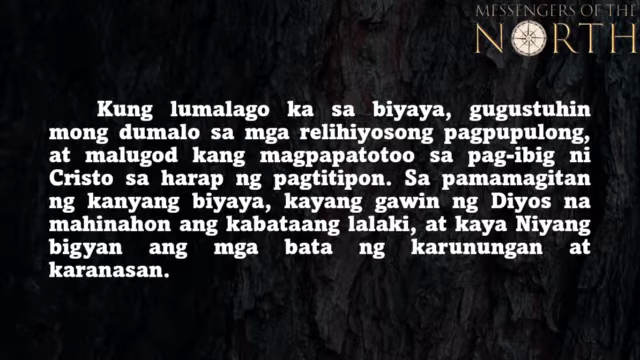 MESSENGERS OF THE
NORTH
Kung lumalago ka sa biyaya, gugustuhin
mong dumalo sa mga relihiyosong pagpupulong,
at malugod kang magpapatotoo sa pag-ibig ni
Cristo sa harap ng pagtitipon. Sa pamamagitan
ng kanyang biyaya, kayang gawin ng Diyos na
mahinahon ang kabataang lalaki, at kaya Niyang
bigyan ang mga bata ng karunungan at
karanasan.